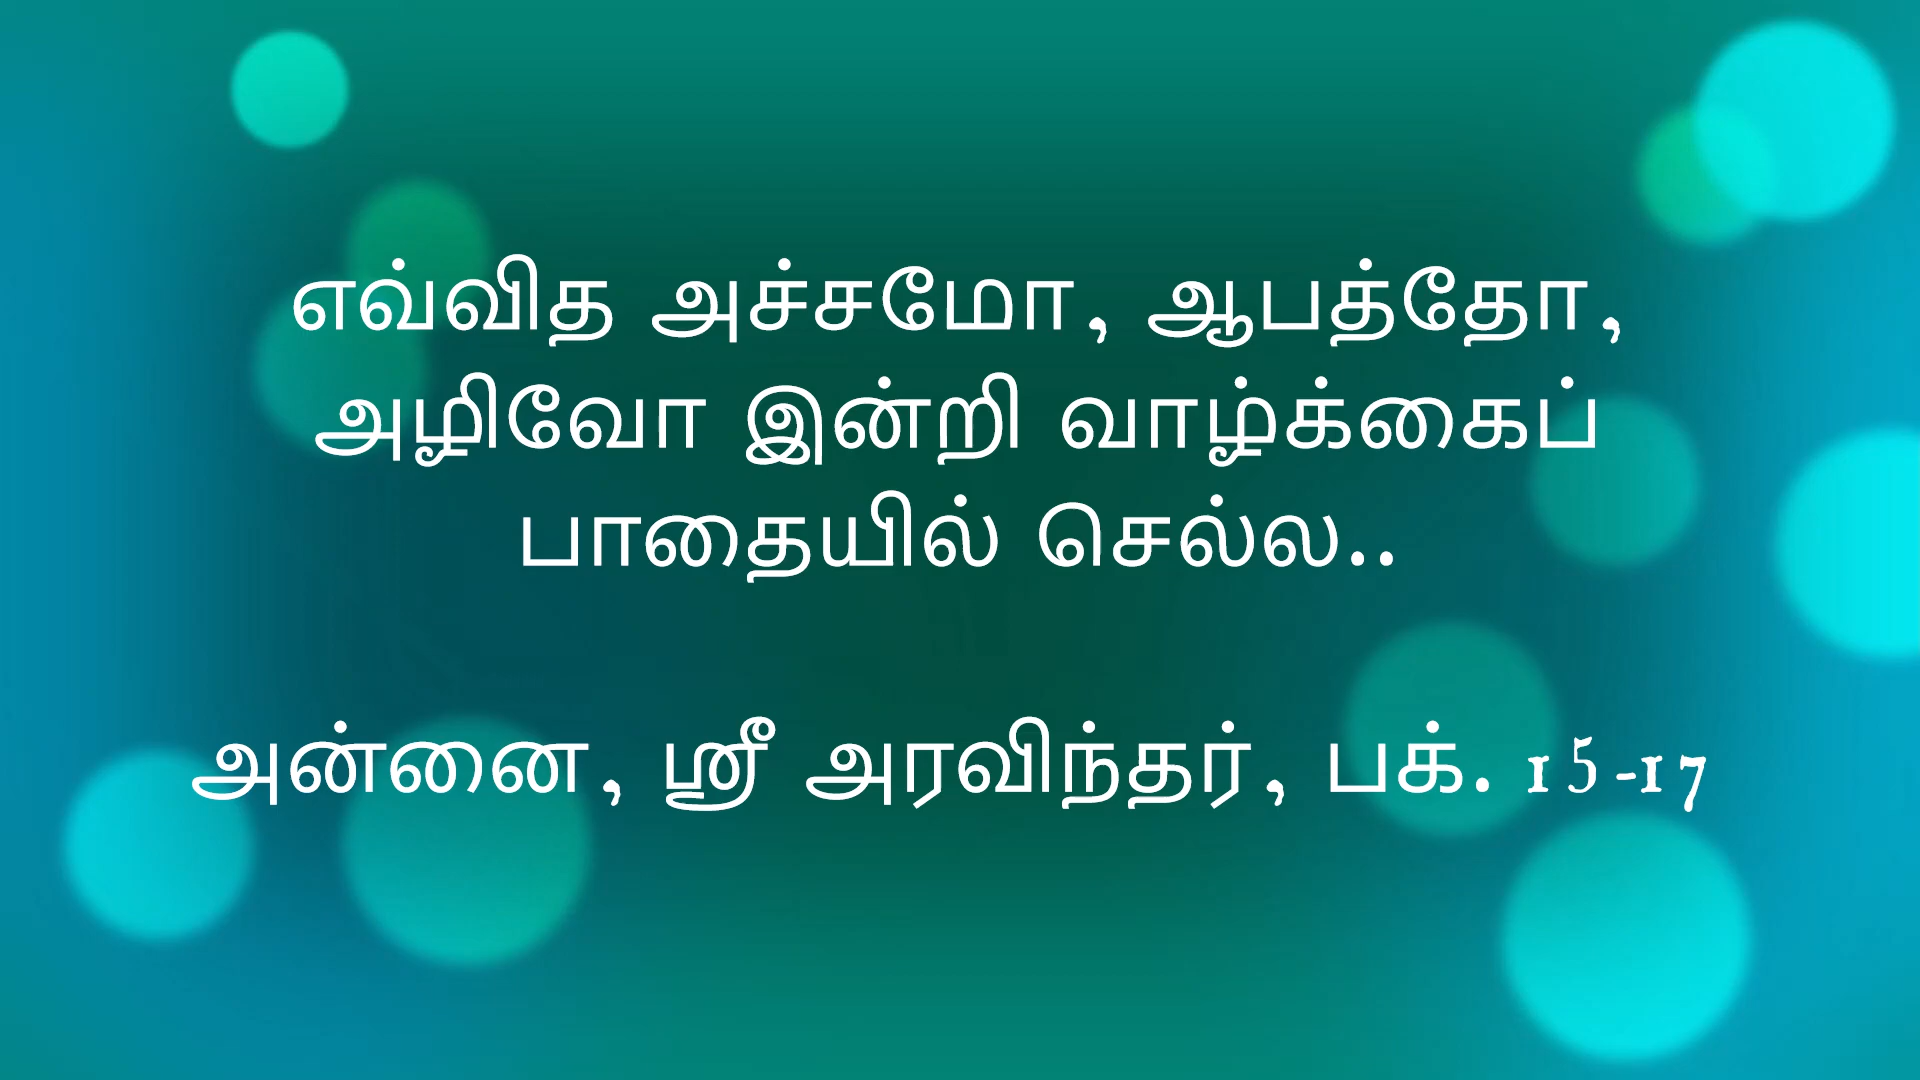 எவ்வித அச்சமோ, ஆபத்தோ,
அழிவோ இன்றி வாழ்க்கைப்
பாதையில் செல்ல..
அன்னை, ஸ்ரீ அரவிந்தர், பக். 15-17